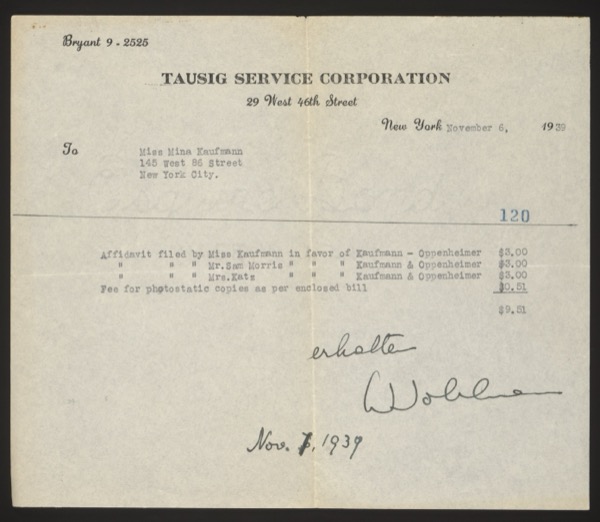 Bryant 9 - 2525
TAUSIG SERVICE CORPORATION
29 West 46th Street
New York November 6, 1939
To Miss Mina Kaufmann
145 West 86 Street
New York City.
120
Affidavit filed by Miss Kaufmann in favor of Kaufmann - Oppenheimer $3.00
" " " Mr.Sam Morris " " " Kaufmann & Oppenheimer $3.00
" " " Mrs.Kats " " " Kaufmann & Oppenheimer $3.00
Fee for photostatic copies as per enclosed bill $0.51
$9.51
erhalten
Nov. 7, 1939